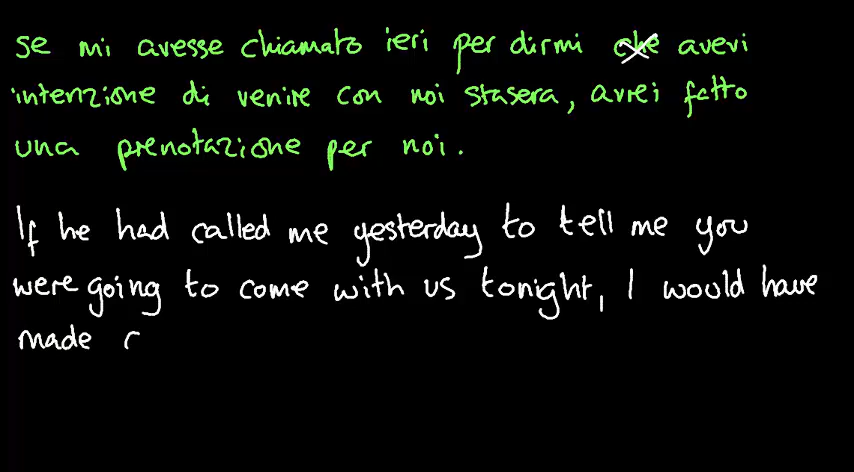 se mi avesse chiamato ieri per dirmi che avevi
intenzione di venire con noi stasera, avrei fatto
una prenotazione per noi.
If he had called me yesterday to tell me you
were going to come with us tonight, I would have
made